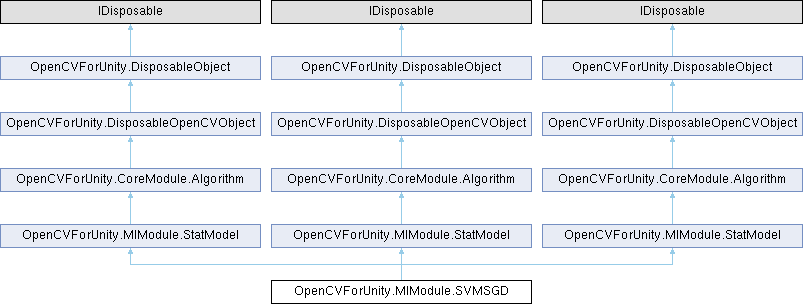 IDisposable IDisposable IDisposable
OpenCVForUnity.DisposableObject OpenCVForUnity.DisposableObject OpenCVForUnity.DisposableObject
OpenCVForUnity.DisposableOpenCVObject OpenCVForUnity.DisposableOpenCVObject OpenCVForUnity.DisposableOpenCVObject
OpenCVForUnity.CoreModule.Algorithm OpenCVForUnity.CoreModule.Algorithm OpenCVForUnity.CoreModule.Algorithm
OpenCVForUnity.MlModule.StatModel OpenCVForUnity.MlModule.StatModel OpenCVForUnity.MlModule.StatModel
OpenCVForUnity.MlModule.SVMSGD